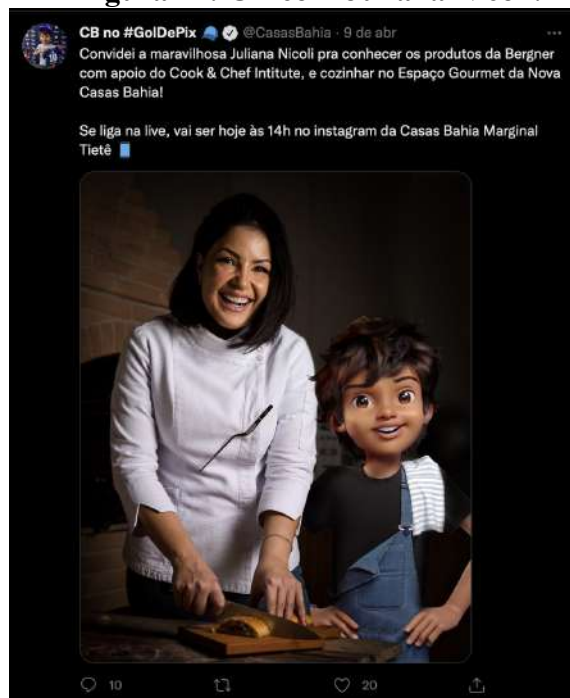 CB no #GolDePix @CasasBahia · 9 de abr
Convidei a maravilhosa Juliana Nicoli pra conhecer os produtos da Bergner
com apoio do Cook & Chef Intitute, e cozinhar no Espaço Gourmet da Nova
Casas Bahia!
Se liga na live, vai ser hoje às 14h no instagram da Casas Bahia Marginal
Tietê
10
20